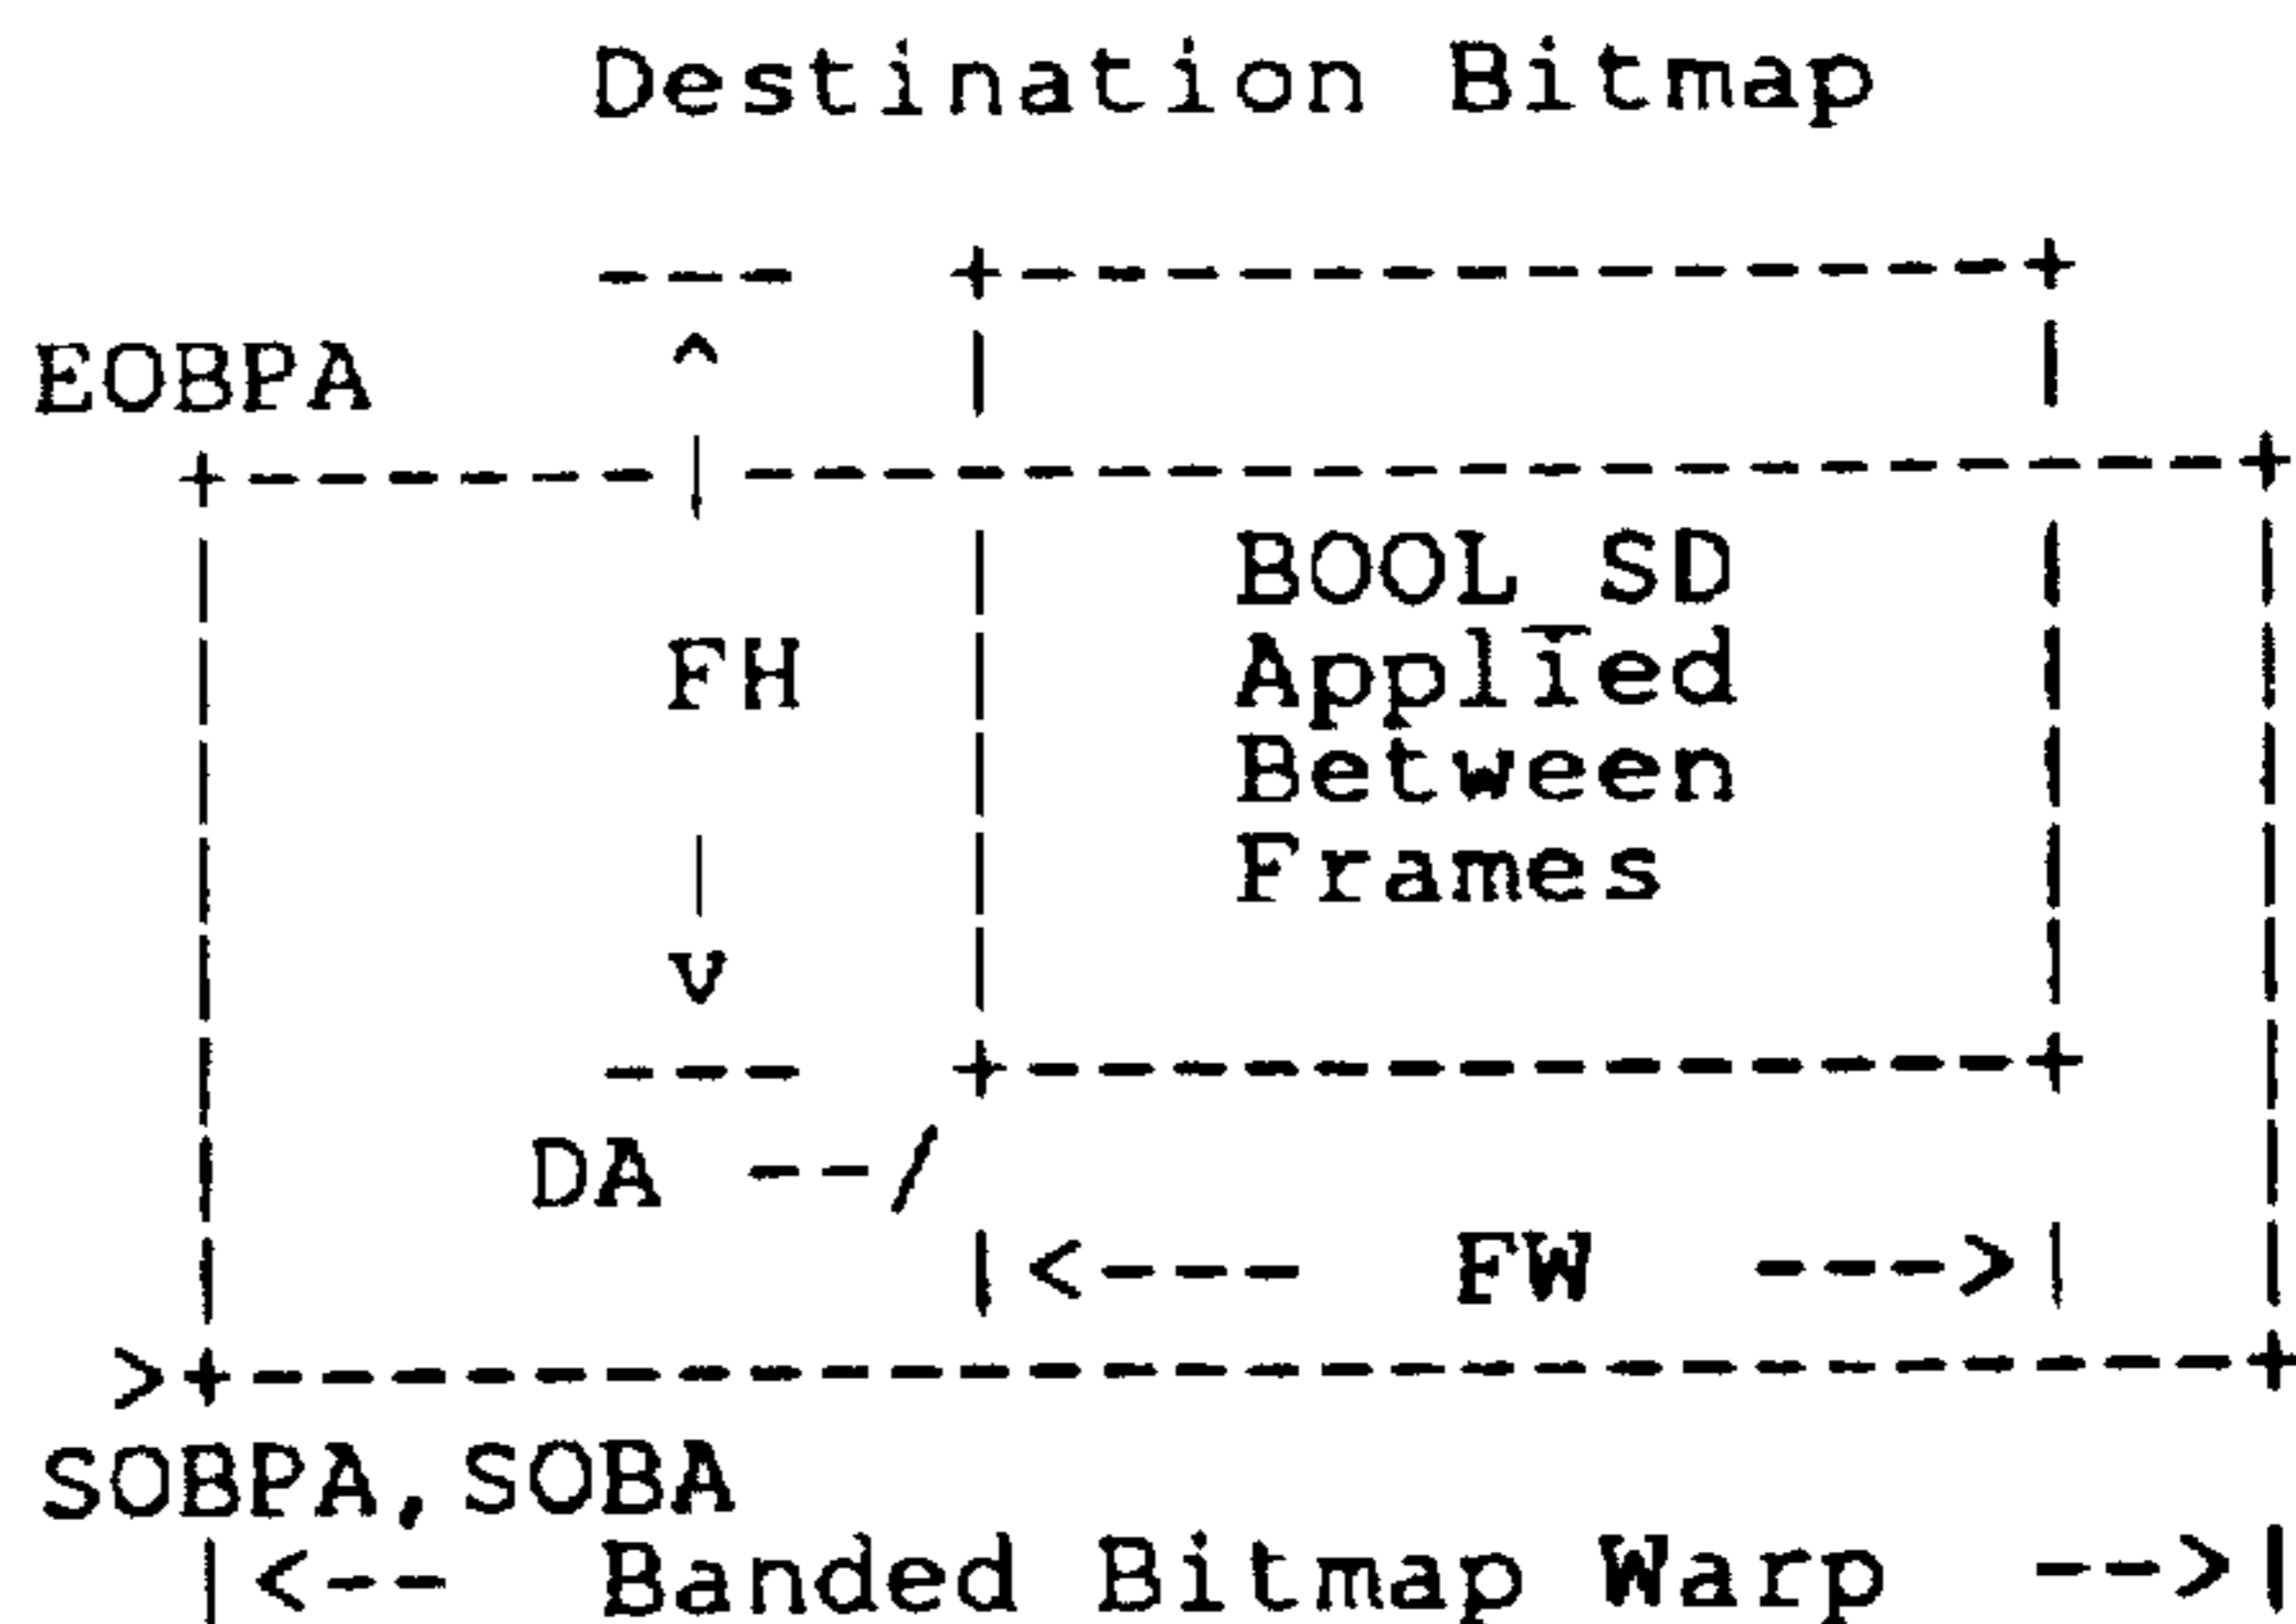 Destination Bitmap
--- +--------------+
EOBPA ^ | |
+------|---------------------+
| | BOOL SD | |
| FH | Applied | |
| | Between | |
| | | Frames | |
| v | | |
| --- +--------------+ |
| DA --/ |
| |<--- FW --->| |
>+----------------------------+
SOBPA,SOBA
|<-- Banded Bitmap Warp -->|